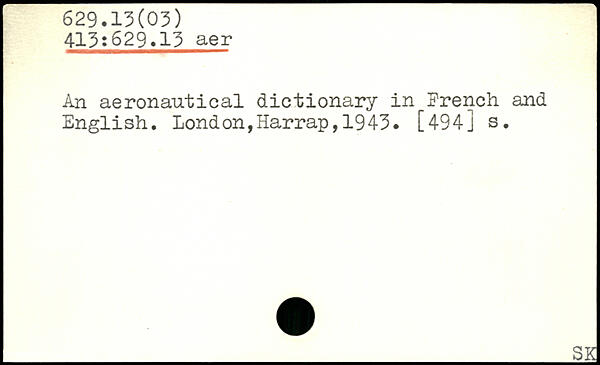 629.13(03)
413:629.13 aer
An aeronautical dictionary in French and
English. London,Harrap,1943. [494] s.
SK